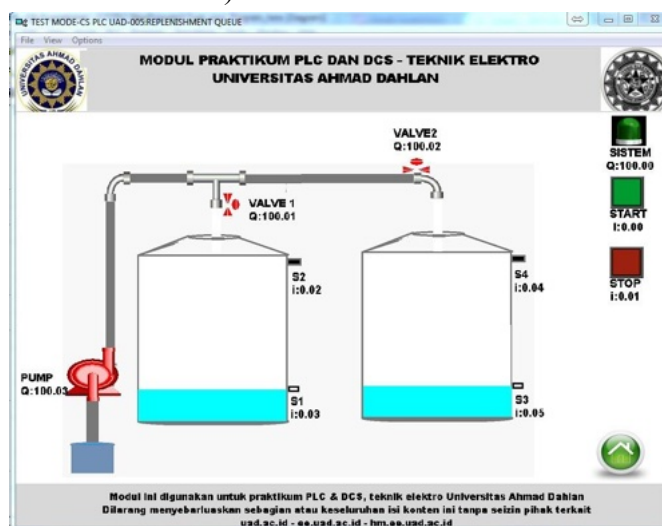 TEST MODE-CS PLC UAD-005:REPLENISHMENT QUEUE
File View Options
MODUL PRAKTIKUM PLC DAN DCS - TEKNIK ELEKTRO
UNIVERSITAS AHMAD DAHLAN
VALVE2
Q:100.02
SISTEM
Q:100.00
VALVE 1
Q:100.01
START
I:0.00
S2
i:0.02
S4
i:0.04
STOP
i:0.01
PUMP
Q:100.03
S1
i:0.03
S3
i:0.05
Modul ini digunakan untuk praktikum PLC & DCS, teknik elektro Universitas Ahmad Dahlan
Dilarang menyebarluaskan sebagian atau keseluruhan isi konten ini tanpa seizin pihak terkait
uad.ac.id - ee.uad.ac.id - hm.ee.uad.ac.id